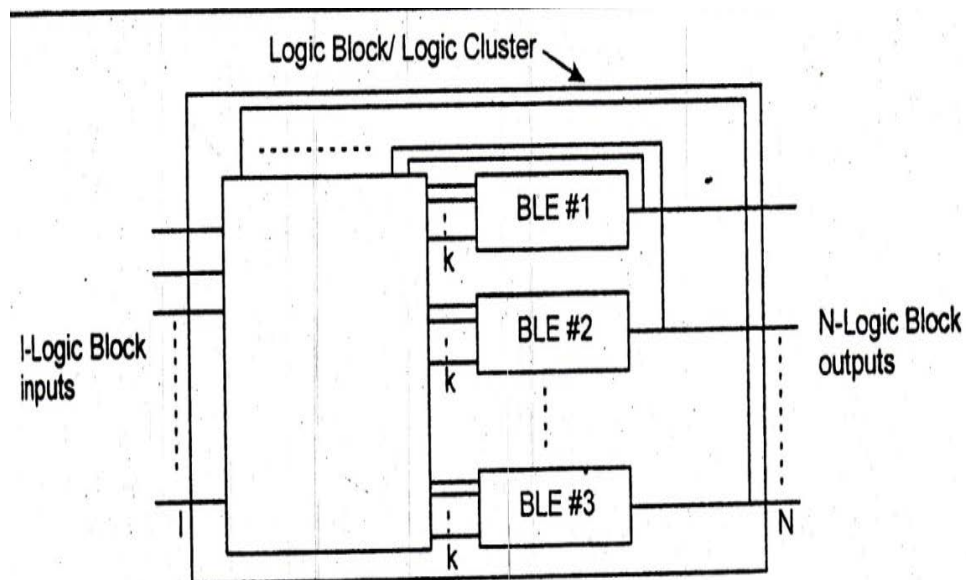 Logic Block/ Logic Cluster
BLE #1
k
BLE #2
k
I-Logic Block
inputs
N-Logic Block
outputs
BLE #3
I
k
N